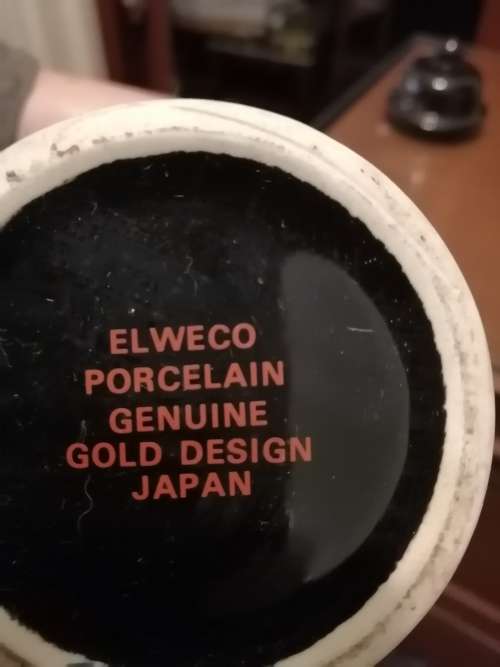 ELWECO
PORCELAIN
GENUINE
GOLD DESIGN
JAPAN